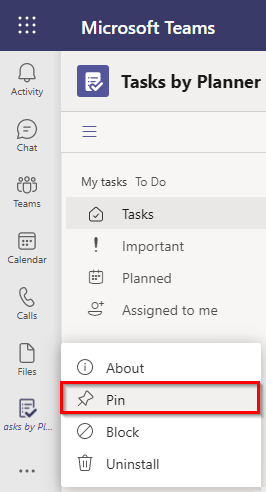 Microsoft Teams
Activity
Chat
Teams
Calendar
Calls
Files
asks by Pl...
Tasks by Planner
My tasks To Do
Tasks
Important
Planned
Assigned to me
About
Pin
Block
Uninstall